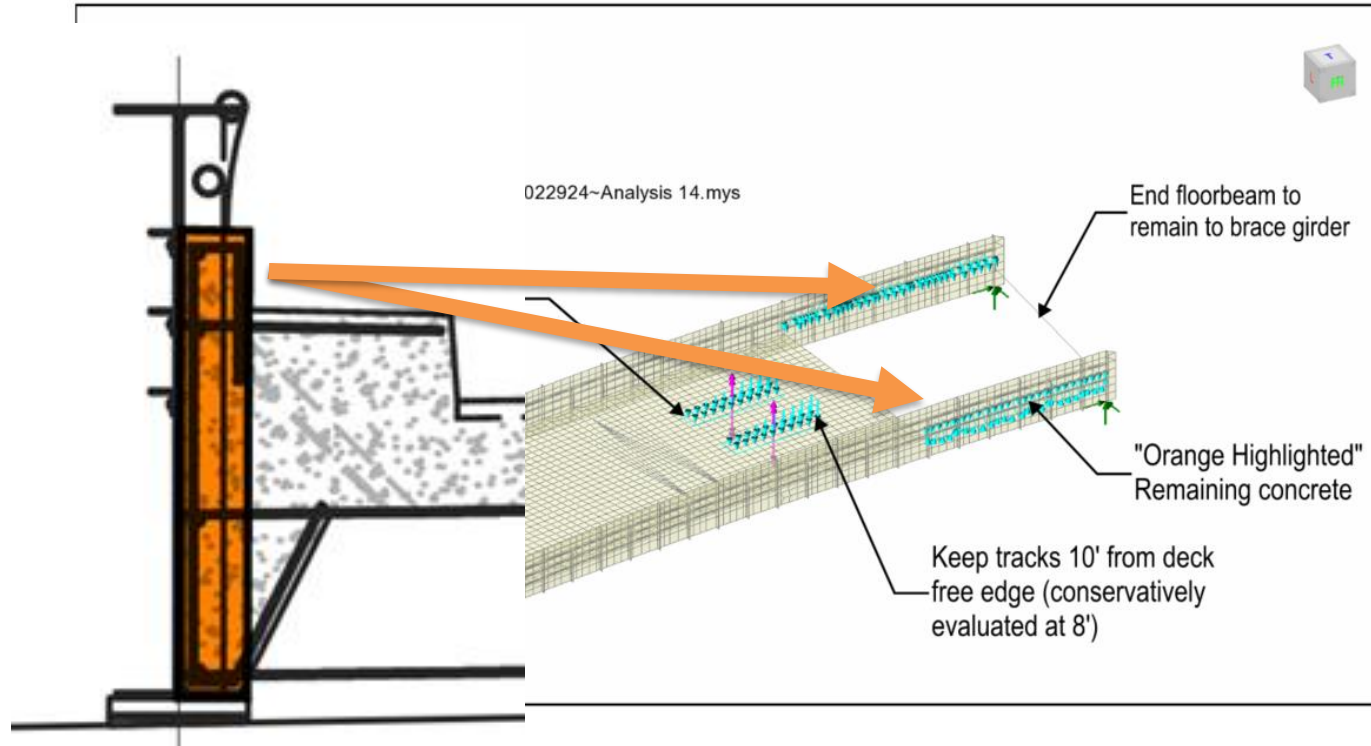 022924~Analysis 14.mys
End floorbeam to
remain to brace girder
"Orange Highlighted"
Remaining concrete
Keep tracks 10' from deck
free edge (conservatively
evaluated at 8')